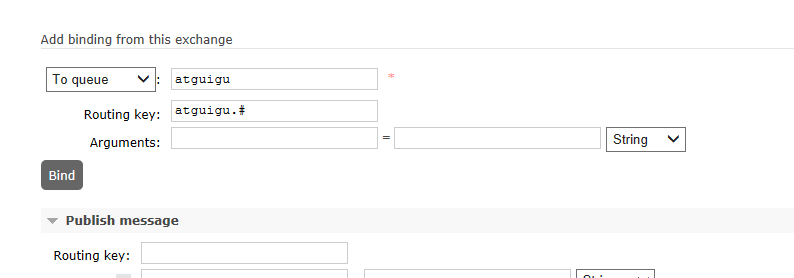 Add binding from this exchange
To queue : atguigu *
Routing key: atguigu.#
Arguments: = String
Bind
Publish message
Routing key: